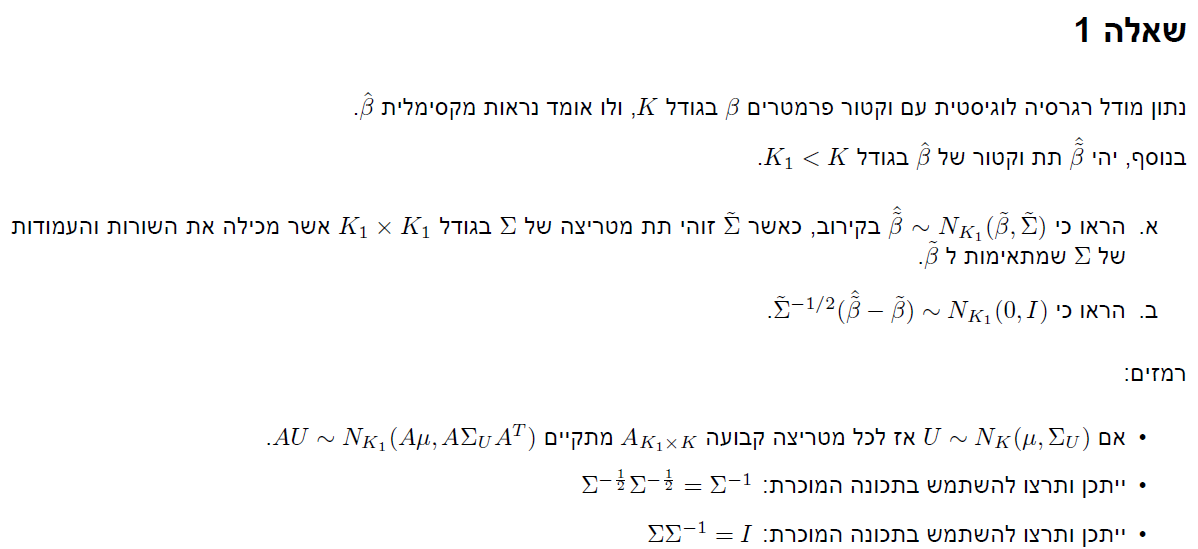 שאלה 1
נתון מודל רגרסיה לוגיסטית עם וקטור פרמטרים $\beta$ בגודל $K$, ולו אומד נראות מקסימלית $\hat{\beta}$.
בנוסף, יהי $\hat{\tilde{\beta}}$ תת וקטור של $\hat{\beta}$ בגודל $K_1 < K$.
א. הראו כי $\hat{\tilde{\beta}} \sim N_{K_1}(\tilde{\beta}, \tilde{\Sigma})$ בקירוב, כאשר $\tilde{\Sigma}$ זוהי תת מטריצה של $\Sigma$ בגודל $K_1 \times K_1$ אשר מכילה את השורות והעמודות
של $\Sigma$ שמתאימות ל $\tilde{\beta}$.
ב. הראו כי $\tilde{\Sigma}^{-1/2}(\hat{\tilde{\beta}} - \tilde{\beta}) \sim N_{K_1}(0, I)$.
רמזים:
• אם $U \sim N_K(\mu, \Sigma_U)$ אז לכל מטריצה קבועה $A_{K_1 \times K}$ מתקיים $AU \sim N_{K_1}(A\mu, A\Sigma_U A^T)$.
• ייתכן ותרצו להשתמש בתכונה המוכרת: $\Sigma^{-\frac{1}{2}}\Sigma^{-\frac{1}{2}} = \Sigma^{-1}$
• ייתכן ותרצו להשתמש בתכונה המוכרת: $\Sigma\Sigma^{-1} = I$